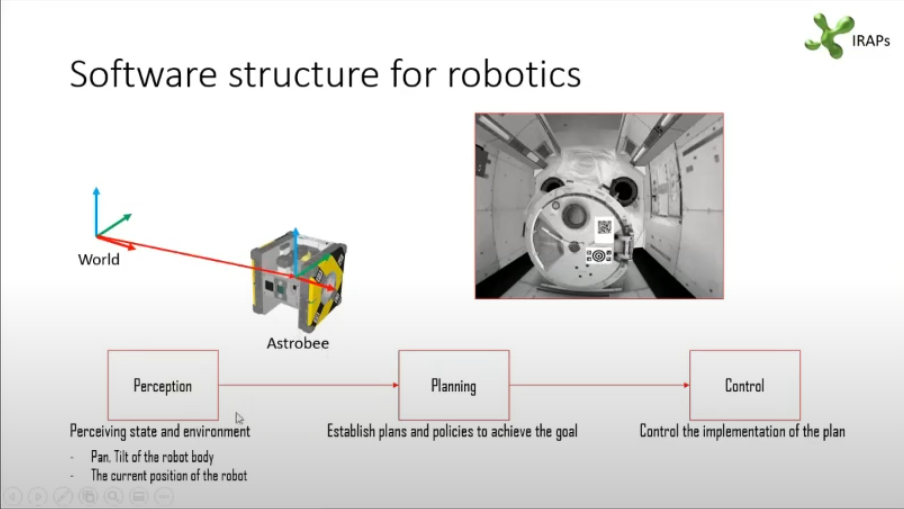 IRAPs
Software structure for robotics
World
Astrobee
Perception
Planning
Control
Perceiving state and environment
- Pan, Tilt of the robot body
- The current position of the robot
Establish plans and policies to achieve the goal
Control the implementation of the plan